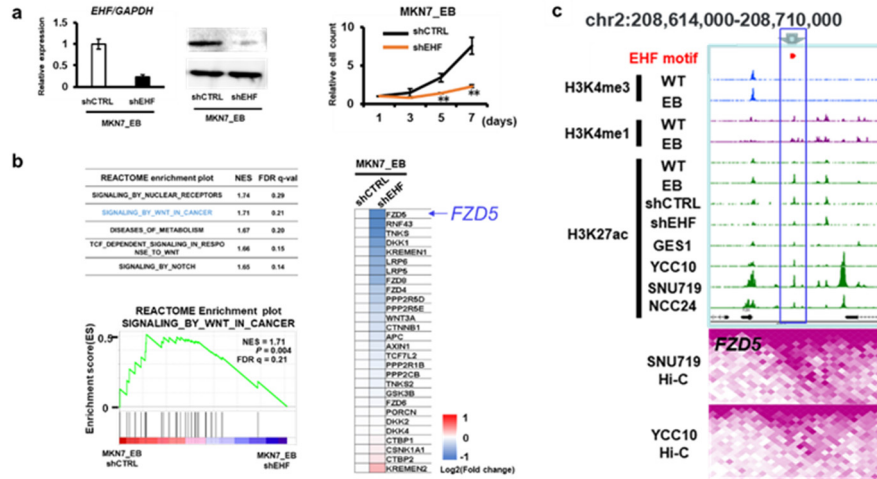 a
EHF/GAPDH
Relative expression
1
0
shCTRL
shEHF
MKN7_EB
shCTRL shEHF
MKN7_EB
MKN7_EB
Relative cell count
10
5
0
shCTRL
shEHF
**
**
1 3 5 7 (days)
b
REACTOME enrichment plot NES FDR q-val
SIGNALING_BY_NUCLEAR_RECEPTORS 1.74 0.29
SIGNALING_BY_WNT_IN_CANCER 1.71 0.21
DISEASES_OF_METABOLISM 1.67 0.20
TCF_DEPENDENT_SIGNALING_IN_RESPO
NSE_TO_WNT 1.66 0.15
SIGNALING_BY_NOTCH 1.65 0.14
REACTOME Enrichment plot
SIGNALING_BY_WNT_IN_CANCER
Enrichment score(ES)
0.5
0
NES = 1.71
P = 0.004
FDR q = 0.21
MKN7_EB
shCTRL
MKN7_EB
shEHF
MKN7_EB
shCTRL
shEHF
FZD5
FZD5
RNF43
TNKS
DKK1
KREMEN1
LRP6
LRP5
FZD8
FZD4
PPP2R5D
PPP2R5E
WNT3A
CTNNB1
APC
AXIN1
TCF7L2
PPP2R1B
PPP2CB
TNKS2
GSK3B
FZD6
PORCN
DKK2
DKK4
CTBP1
CSNK1A1
CTBP2
KREMEN2
1
0
-1
Log2(Fold change)
c
chr2:208,614,000-208,710,000
EHF motif
H3K4me3
WT
EB
H3K4me1
WT
EB
H3K27ac
WT
EB
shCTRL
shEHF
GES1
YCC10
SNU719
NCC24
FZD5
SNU719
Hi-C
YCC10
Hi-C